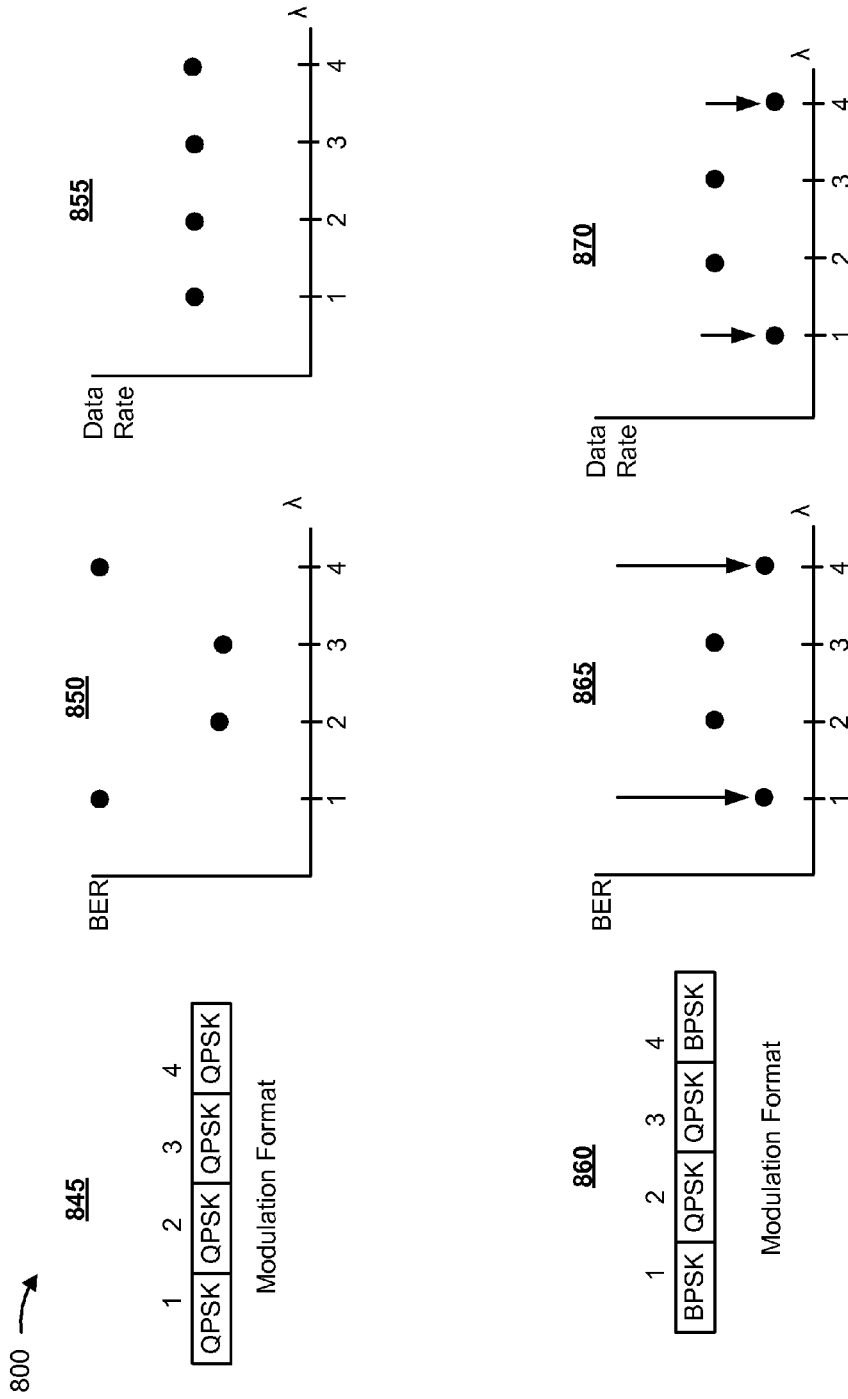 800
845
1 2 3 4
QPSK QPSK QPSK QPSK
Modulation Format
850
BER
1 2 3 4
λ
855
Data
Rate
1 2 3 4
λ
860
1 2 3 4
BPSK QPSK QPSK BPSK
Modulation Format
865
BER
1 2 3 4
λ
870
Data
Rate
1 2 3 4
λ